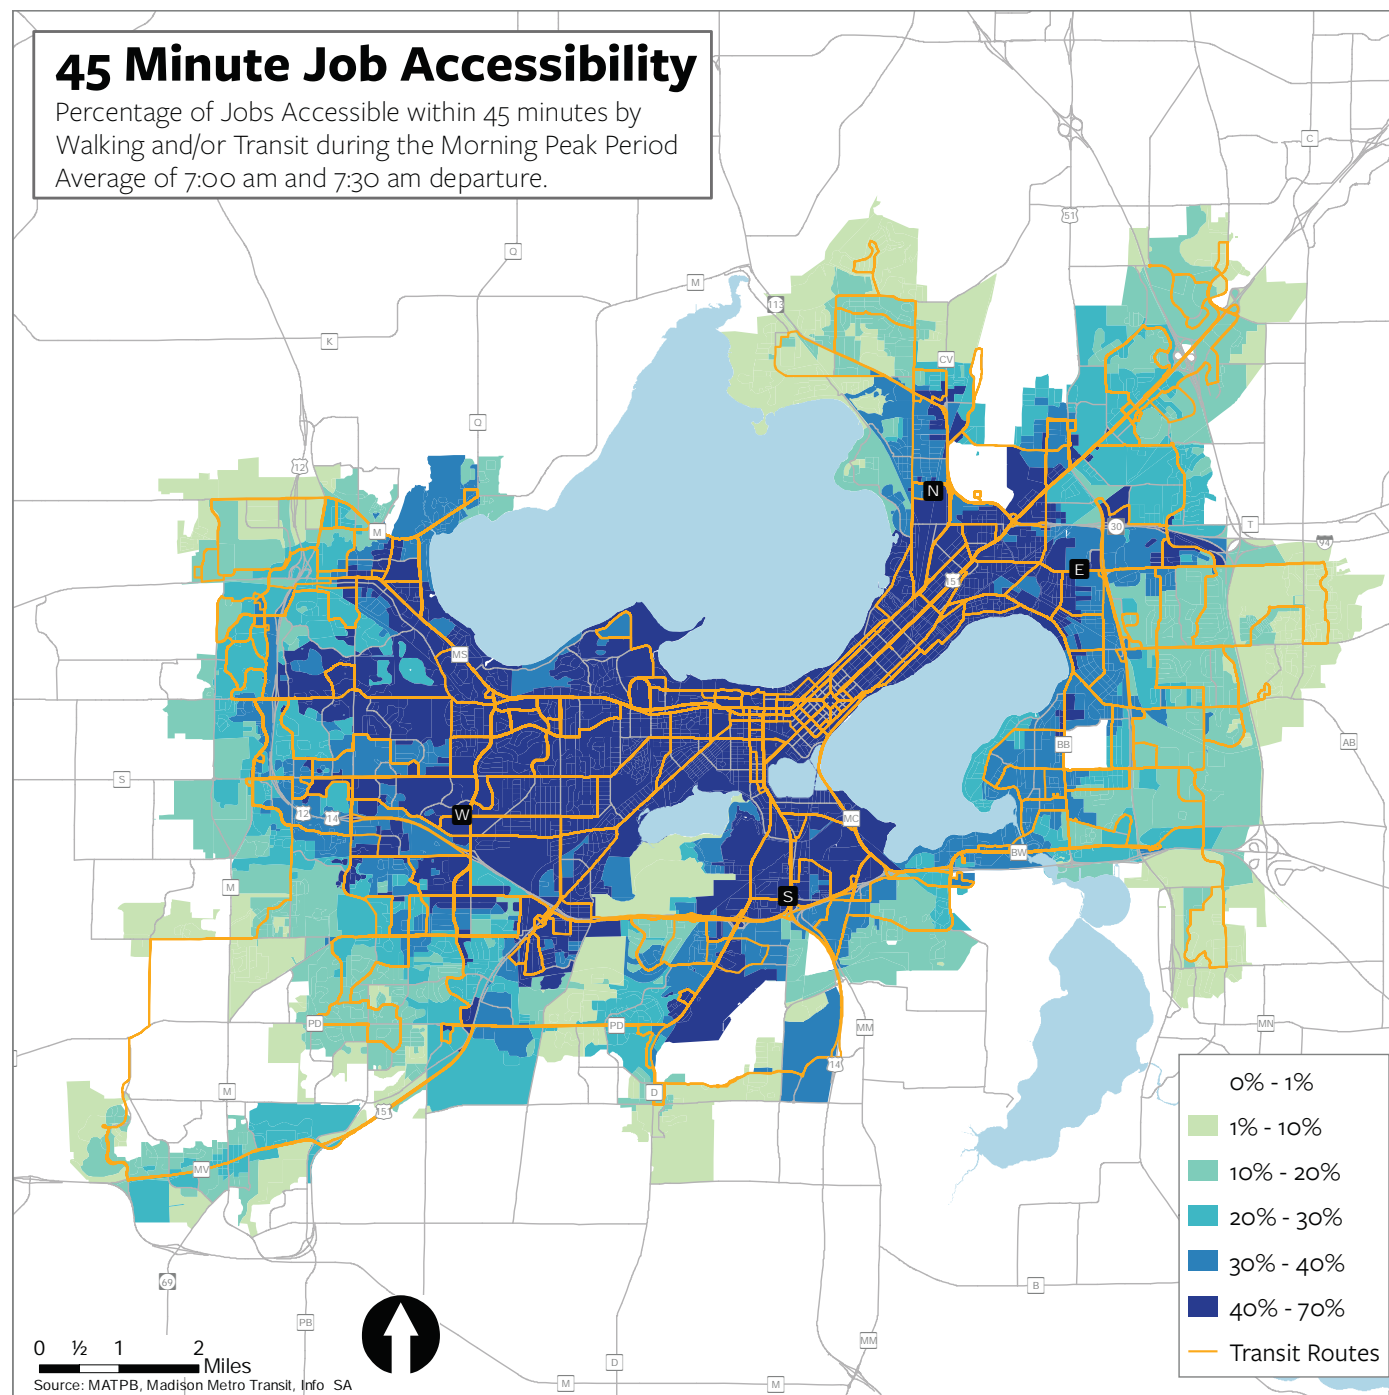 45 Minute Job Accessibility
Percentage of Jobs Accessible within 45 minutes by
Walking and/or Transit during the Morning Peak Period
Average of 7:00 am and 7:30 am departure.
C
51
Q
M
113
K
CV
Q
12
N
M
30
T
94
E
151
MS
BB
AB
S
12
14
W
MC
BW
M
S
PD
PD
MM
MN
14
M
D
151
MV
69
B
PB
MM
D
M
M
0% - 1%
1% - 10%
10% - 20%
20% - 30%
30% - 40%
40% - 70%
Transit Routes
0 ½ 1 2
Miles
Source: MATPB, Madison Metro Transit, Info SA